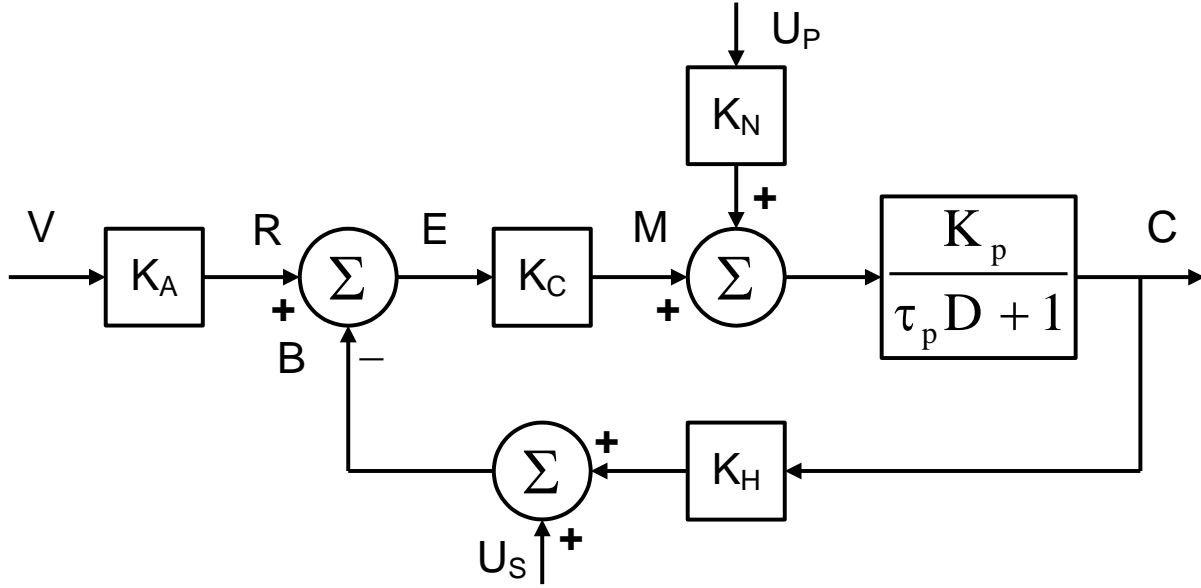 U_P
K_N
+
V
K_A
R
+
Σ
E
K_C
M
+
Σ
K_p
τ_p D + 1
C
B
−
Σ
+
K_H
U_S
+